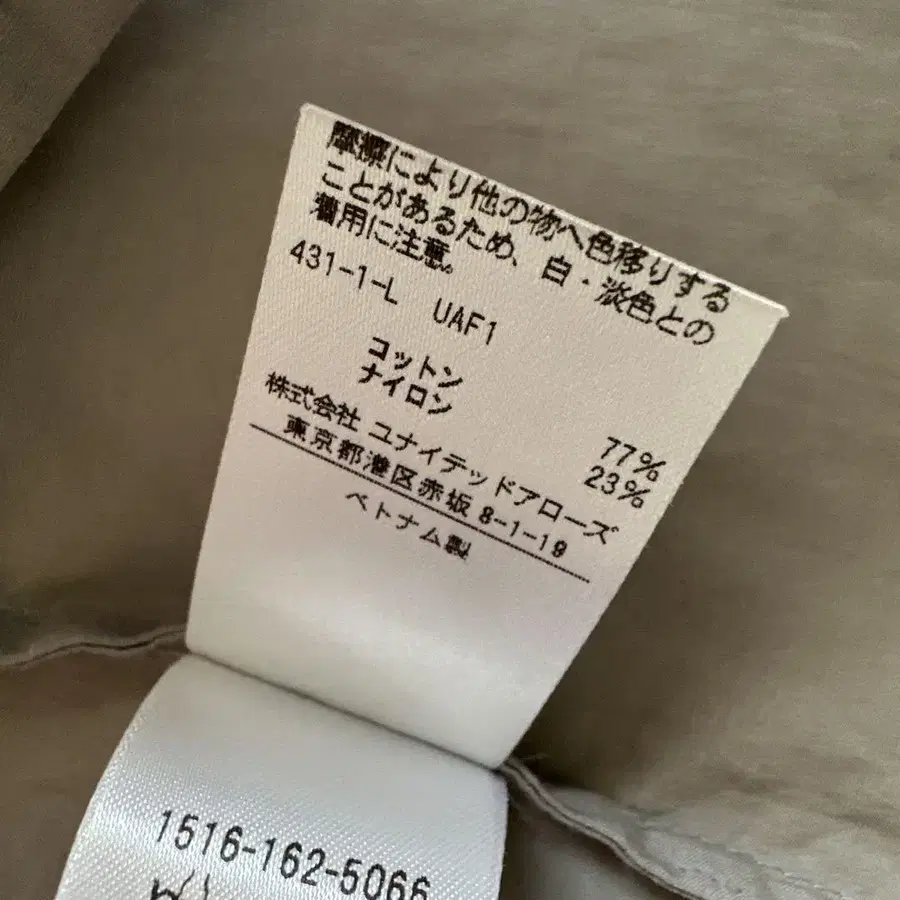 摩擦により他の物へ色移りする
ことがあるため、白・淡色との
着用に注意。
431-1-L UAF1
コットン 77%
ナイロン 23%
株式会社 ユナイテッドアローズ
東京都港区赤坂 8-1-19
ベトナム製
1516-162-5066